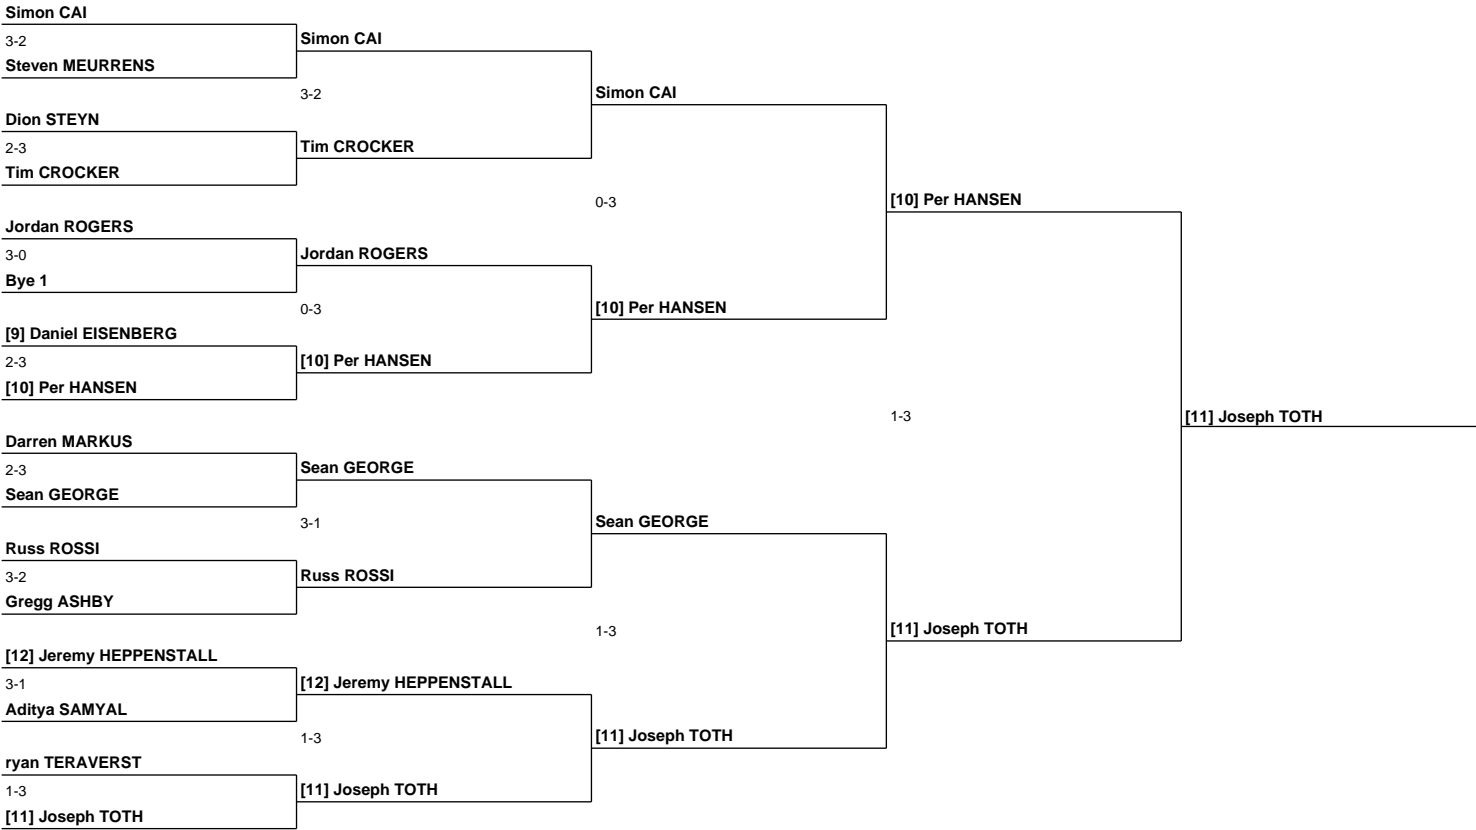 Simon CAI
3-2
Steven MEURRENS
Dion STEYN
2-3
Tim CROCKER
Jordan ROGERS
3-0
Bye 1
[9] Daniel EISENBERG
2-3
[10] Per HANSEN
Darren MARKUS
2-3
Sean GEORGE
Russ ROSSI
3-2
Gregg ASHBY
[12] Jeremy HEPPENSTALL
3-1
Aditya SAMYAL
ryan TERAVERST
1-3
[11] Joseph TOTH
Simon CAI
3-2
Tim CROCKER
Jordan ROGERS
0-3
[10] Per HANSEN
Sean GEORGE
3-1
Russ ROSSI
[12] Jeremy HEPPENSTALL
1-3
[11] Joseph TOTH
Simon CAI
0-3
[10] Per HANSEN
Sean GEORGE
1-3
[11] Joseph TOTH
[10] Per HANSEN
1-3
[11] Joseph TOTH
[11] Joseph TOTH